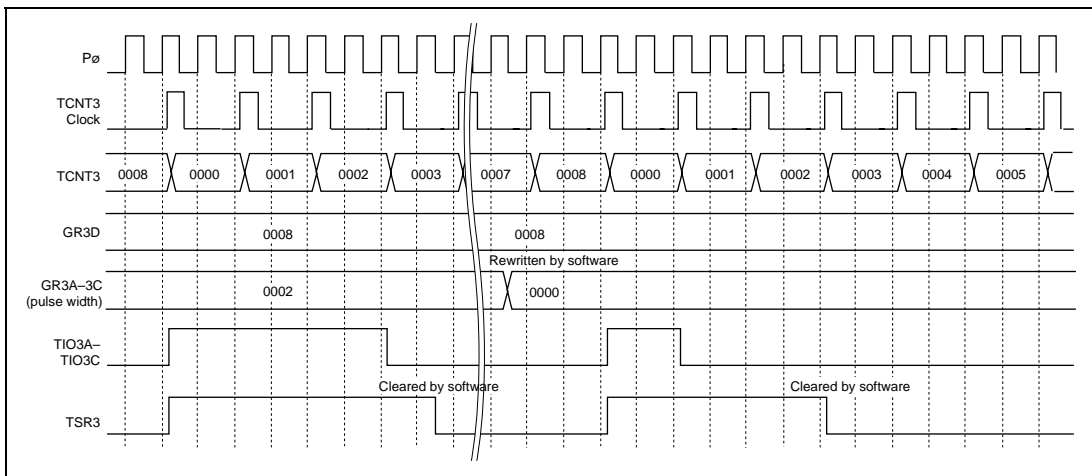 Pø
TCNT3
Clock
TCNT3 0008 0000 0001 0002 0003 0007 0008 0000 0001 0002 0003 0004 0005
GR3D 0008 0008
Rewritten by software
GR3A–3C
(pulse width) 0002 0000
TIO3A–
TIO3C
Cleared by software Cleared by software
TSR3